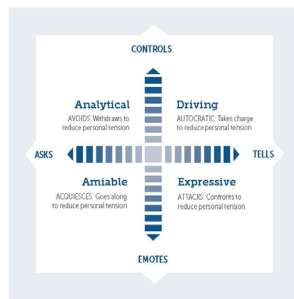 CONTROLS
Analytical
AVOIDS: Withdraws to
reduce personal tension
Driving
AUTOCRATIC: Takes charge
to reduce personal tension
ASKS
TELLS
Amiable
ACQUIESCES: Goes along
to reduce personal tension
Expressive
ATTACKS: Confronts to
reduce personal tension
EMOTES